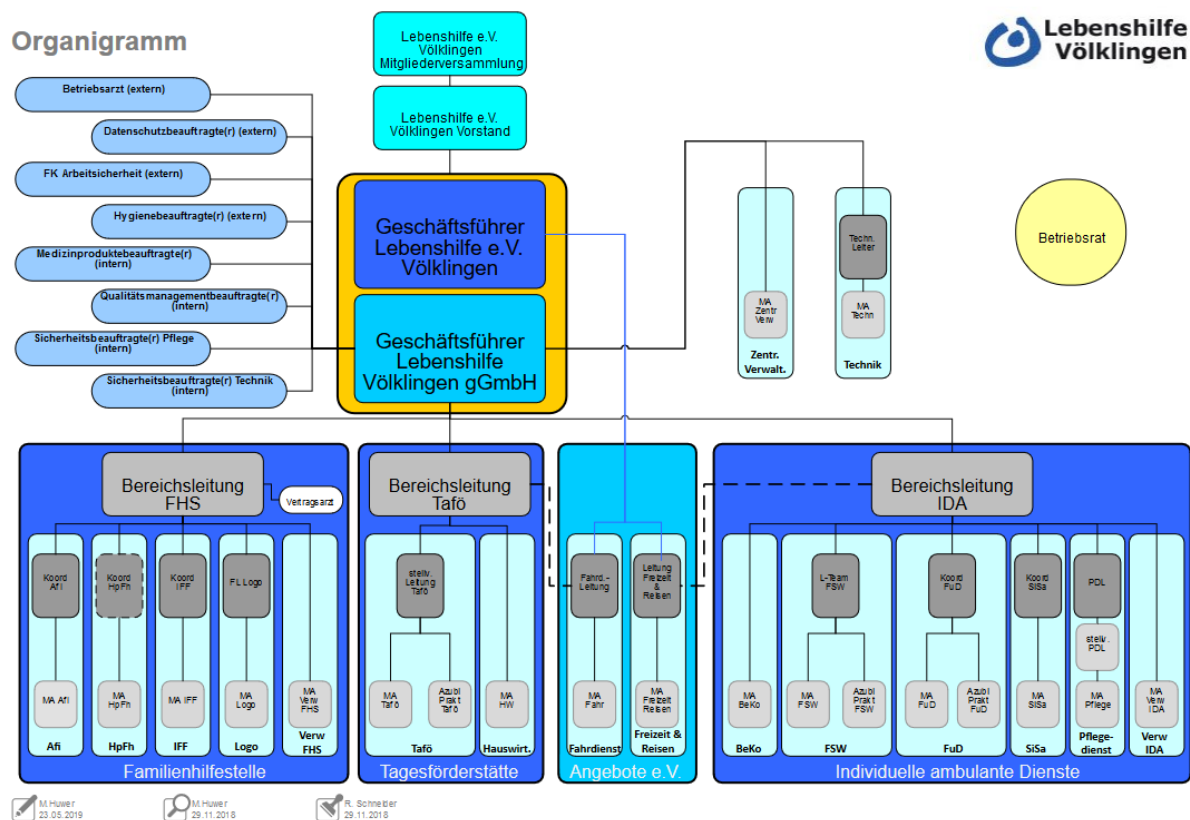 Organigramm
Lebenshilfe e.V.
Völklingen
Mitgliederversammlung
Lebenshilfe
Völklingen
Betriebsarzt (extern)
Lebenshilfe e.V.
Völklingen Vorstand
Datenschutzbeauftragte(r) (extern)
FK Arbeitsicherheit (extern)
Hygienebeauftragte(r) (extern)
Medizinproduktebeauftragte(r)
(intern)
Qualitätsmanagementbeauftragte(r)
(intern)
Sicherheitsbeauftragte(r) Pflege
(intern)
Sicherheitsbeauftragte(r) Technik
(intern)
Geschäftsführer
Lebenshilfe e.V.
Völklingen
Geschäftsführer
Lebenshilfe
Völklingen gGmbH
Techn.
Leiter
MA
Zentr
Verw
MA
Techn
Zentr.
Verwalt.
Technik
Betriebsrat
Bereichsleitung
FHS
Vertragsarzt
Bereichsleitung
Tafö
Bereichsleitung
IDA
Koord
Afi
Koord
HpFh
Koord
IFF
FL Logo
stellv.
Leitung
Tafö
Fahrd.-
Leitung
Leitung
Freizeit
&
Reisen
L-Team
FSW
Koord
FuD
Koord
SiSa
PDL
stellv.
PDL
MA Afi
MA
HpFh
MA IFF
MA
Logo
MA
Verw
FHS
MA
Tafö
Azubi
Prakt
Tafö
MA
HW
MA
Fahr
MA
Freizeit
Reisen
MA
BeKo
MA
FSW
Azubi
Prakt
FSW
MA
FuD
Azubi
Prakt
FuD
MA
SiSa
MA
Pflege
MA
Verw
IDA
Afi
HpFh
IFF
Logo
Verw
FHS
Tafö
Hauswirt.
Fahrdienst
Freizeit &
Reisen
BeKo
FSW
FuD
SiSa
Pflege-
dienst
Verw
IDA
Familienhilfestelle
Tagesförderstätte
Angebote e.V.
Individuelle ambulante Dienste
M.Huwer
23.05.2019
M.Huwer
29.11.2018
R. Schneider
29.11.2018